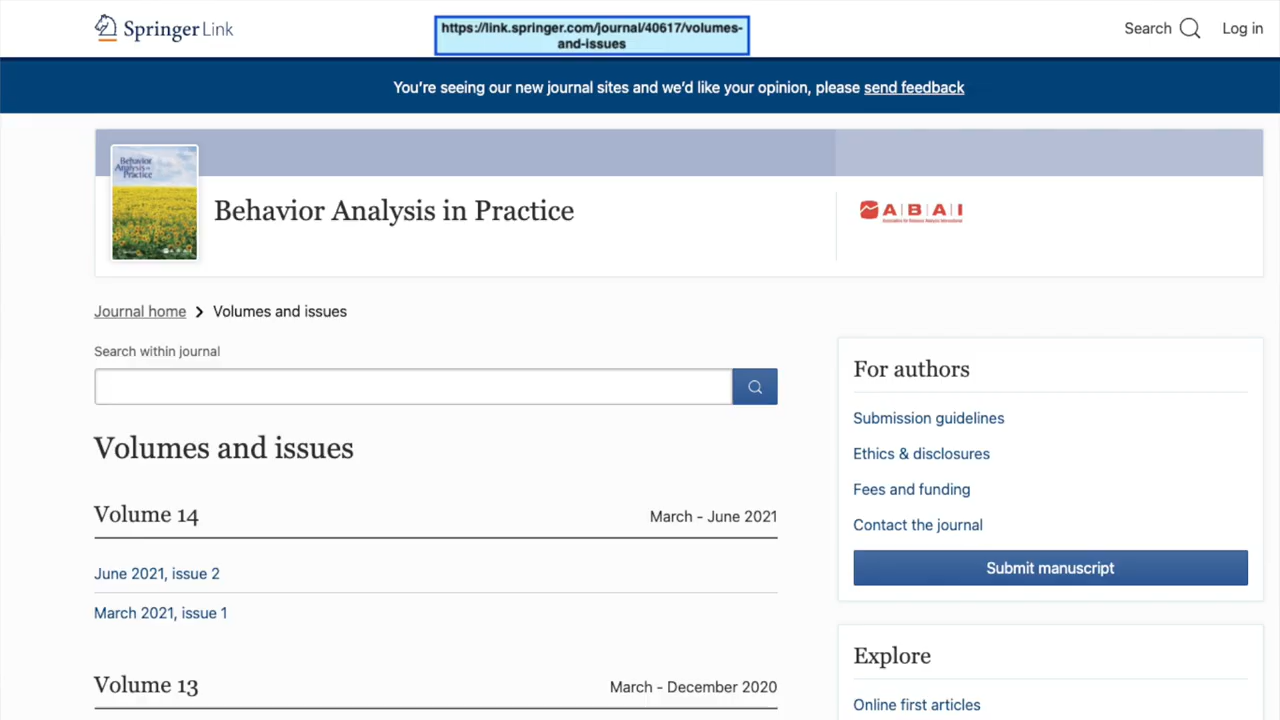 Springer Link
https://link.springer.com/journal/40617/volumes-
and-issues
Search
Log in
You're seeing our new journal sites and we'd like your opinion, please send feedback
Behavior
Analysis in
Practice
Behavior Analysis in Practice
ABAI
Journal home > Volumes and issues
Search within journal
Volumes and issues
Volume 14
March - June 2021
June 2021, issue 2
March 2021, issue 1
Volume 13
March - December 2020
For authors
Submission guidelines
Ethics & disclosures
Fees and funding
Contact the journal
Submit manuscript
Explore
Online first articles